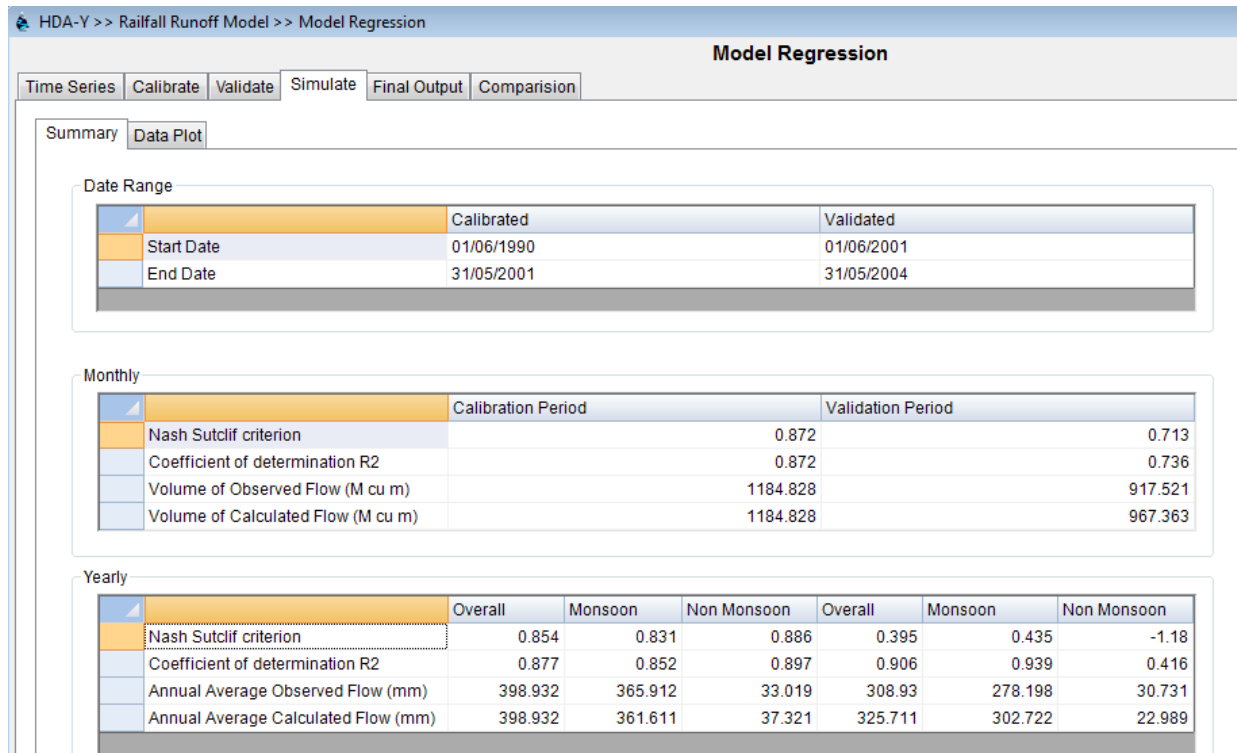 HDA-Y >> Railfall Runoff Model >> Model Regression
Model Regression
Time Series Calibrate Validate Simulate Final Output Comparision
Summary Data Plot
Date Range
Calibrated Validated
Start Date 01/06/1990 01/06/2001
End Date 31/05/2001 31/05/2004
Monthly
Calibration Period Validation Period
Nash Sutclif criterion 0.872 0.713
Coefficient of determination R2 0.872 0.736
Volume of Observed Flow (M cu m) 1184.828 917.521
Volume of Calculated Flow (M cu m) 1184.828 967.363
Yearly
Overall Monsoon Non Monsoon Overall Monsoon Non Monsoon
Nash Sutclif criterion 0.854 0.831 0.886 0.395 0.435 -1.18
Coefficient of determination R2 0.877 0.852 0.897 0.906 0.939 0.416
Annual Average Observed Flow (mm) 398.932 365.912 33.019 308.93 278.198 30.731
Annual Average Calculated Flow (mm) 398.932 361.611 37.321 325.711 302.722 22.989